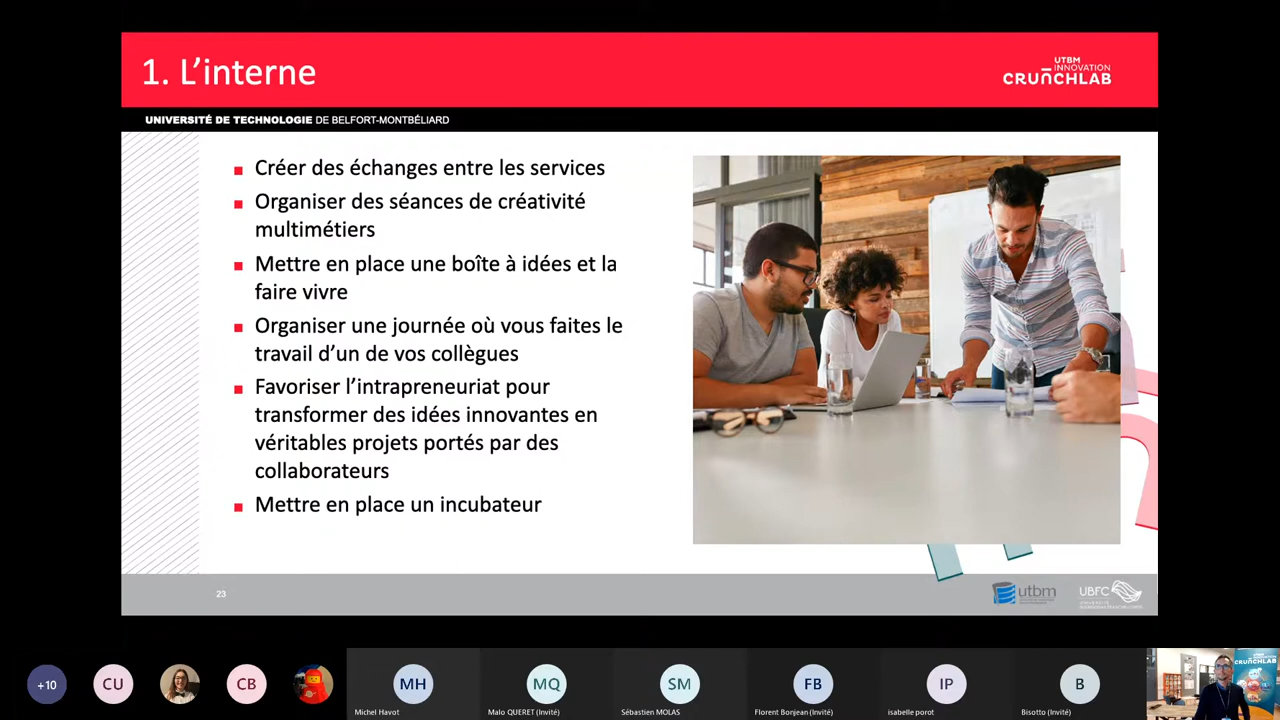 1. L'interne
UTBM
INNOVATION
CRUNCHLAB
UNIVERSITÉ DE TECHNOLOGIE DE BELFORT-MONTBÉLIARD
Créer des échanges entre les services
Organiser des séances de créativité
multimétiers
Mettre en place une boîte à idées et la
faire vivre
Organiser une journée où vous faites le
travail d'un de vos collègues
Favoriser l'intrapreneuriat pour
transformer des idées innovantes en
véritables projets portés par des
collaborateurs
Mettre en place un incubateur
23
utbm
UBFC
+10
CU
CB
MH
Michel Havot
MQ
Malo QUERET (Invité)
SM
Sébastien MOLAS
FB
Florent Bonjean (Invité)
IP
isabelle porot
B
Bisotto (Invité)
CRUNCHLAB